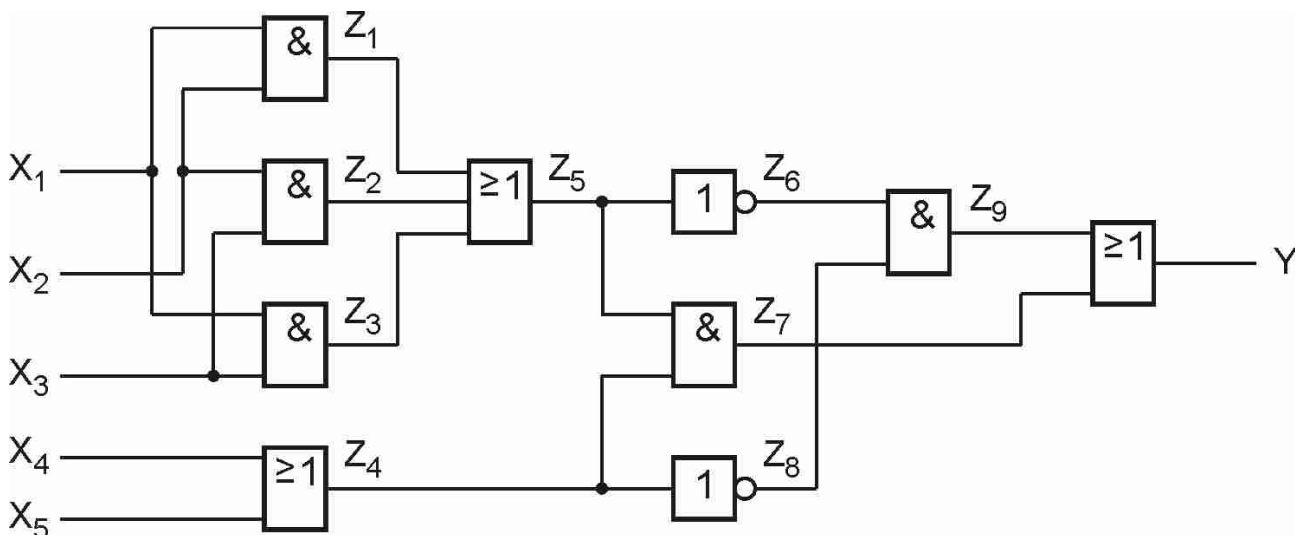 & Z₁
X₁ & Z₂ ≥1 Z₅ 1 Z₆ & Z₉ ≥1 Y
X₂
X₃ & Z₃ & Z₇
X₄ ≥1 Z₄ 1 Z₈
X₅